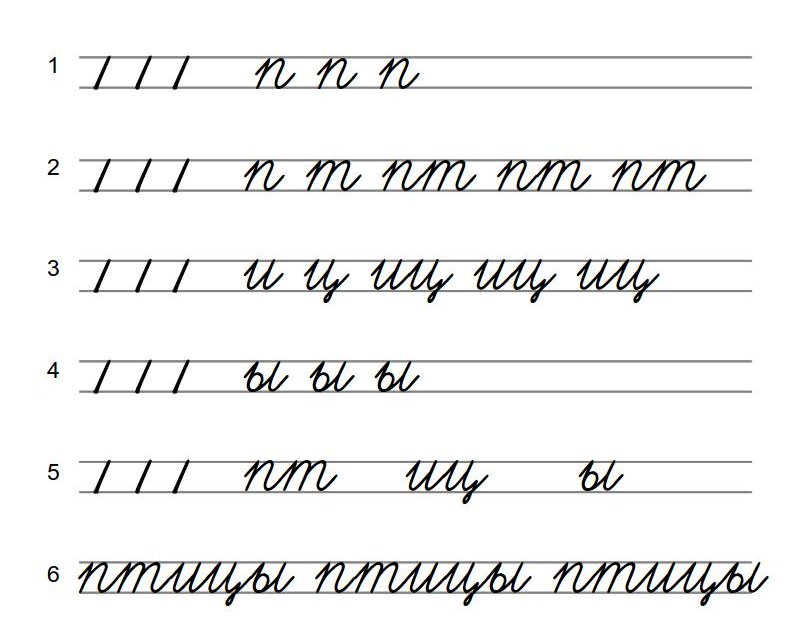 1 / / / п п п
2 / / / п т пт пт пт
3 / / / и ц иц иц иц
4 / / / ы ы ы
5 / / / пт иц ы
6 птицы птицы птицы